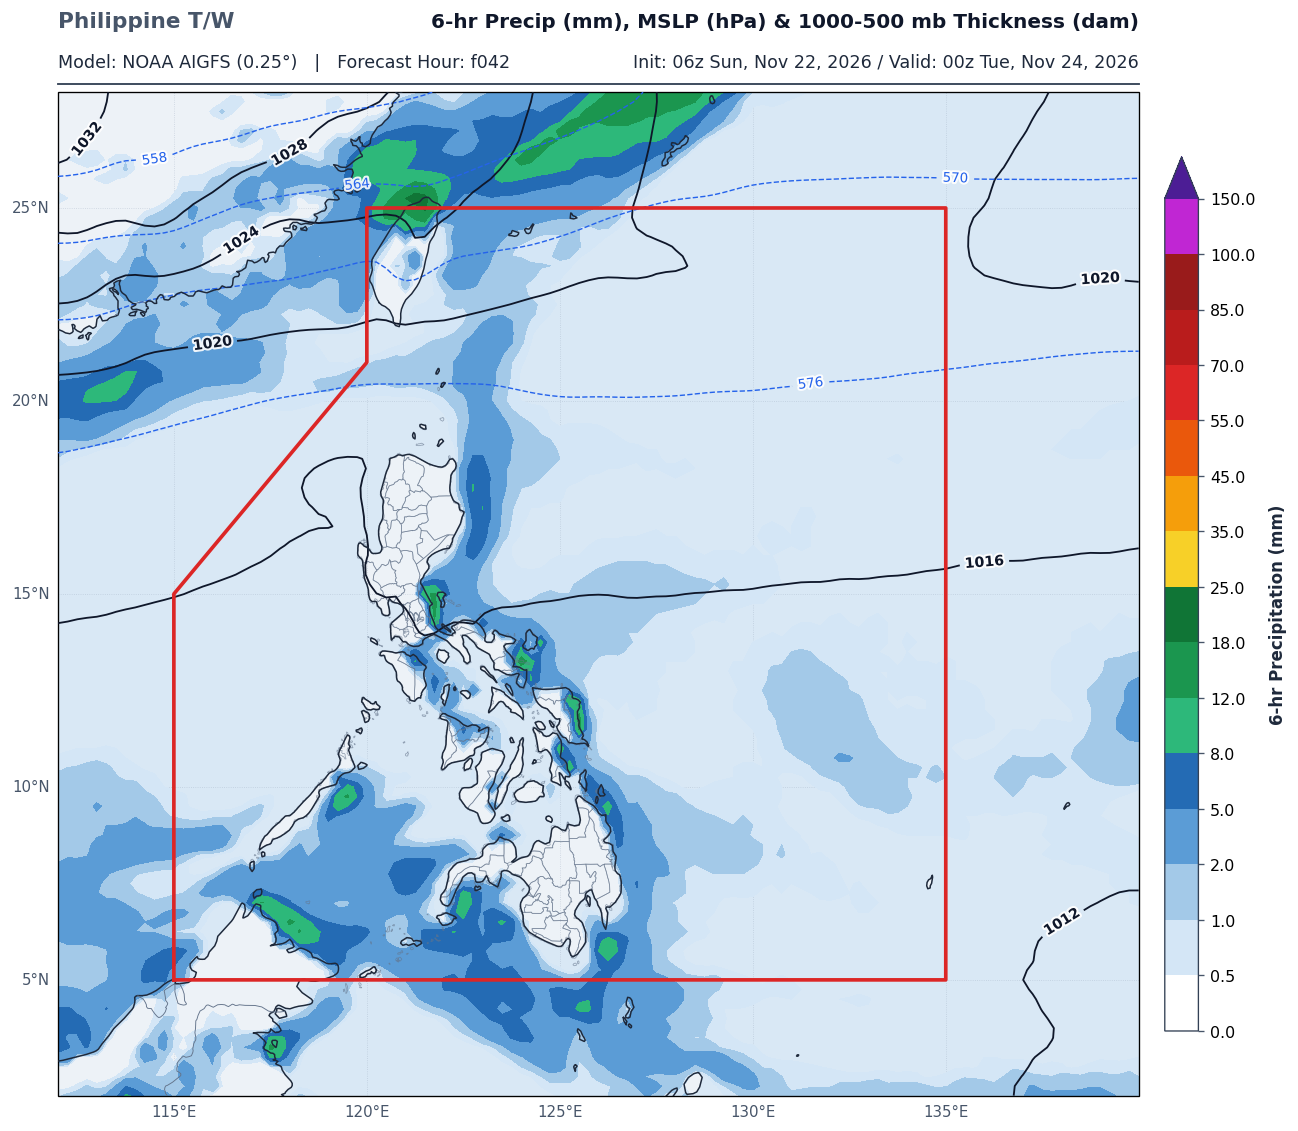 Philippine T/W
6-hr Precip (mm), MSLP (hPa) & 1000-500 mb Thickness (dam)
Model: NOAA AIGFS (0.25°) | Forecast Hour: f042
Init: 06z Sun, Nov 22, 2026 / Valid: 00z Tue, Nov 24, 2026
1032
558
1028
564
570
1024
1020
1020
576
1016
1012
25°N
20°N
15°N
10°N
5°N
115°E
120°E
125°E
130°E
135°E
150.0
100.0
85.0
70.0
55.0
45.0
35.0
25.0
18.0
12.0
8.0
5.0
2.0
1.0
0.5
0.0
6-hr Precipitation (mm)